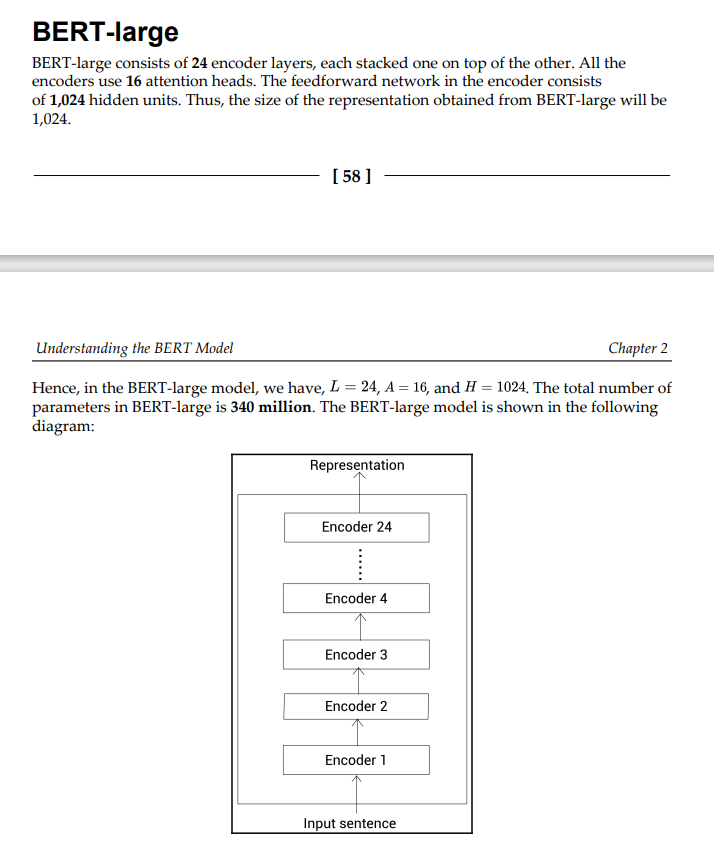 BERT-large
BERT-large consists of 24 encoder layers, each stacked one on top of the other. All the
encoders use 16 attention heads. The feedforward network in the encoder consists
of 1,024 hidden units. Thus, the size of the representation obtained from BERT-large will be
1,024.
[ 58 ]
Understanding the BERT Model Chapter 2
Hence, in the BERT-large model, we have, L = 24, A = 16, and H = 1024. The total number of
parameters in BERT-large is 340 million. The BERT-large model is shown in the following
diagram:
Representation
Encoder 24
Encoder 4
Encoder 3
Encoder 2
Encoder 1
Input sentence